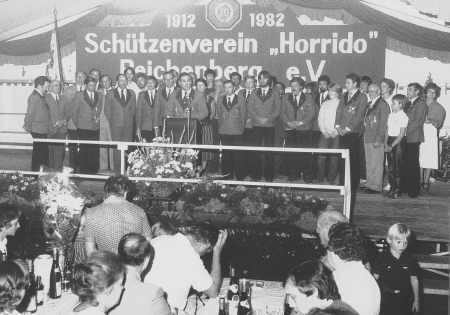 1912 1982
Schützenverein „Horrido"
Reichenberg e.V.